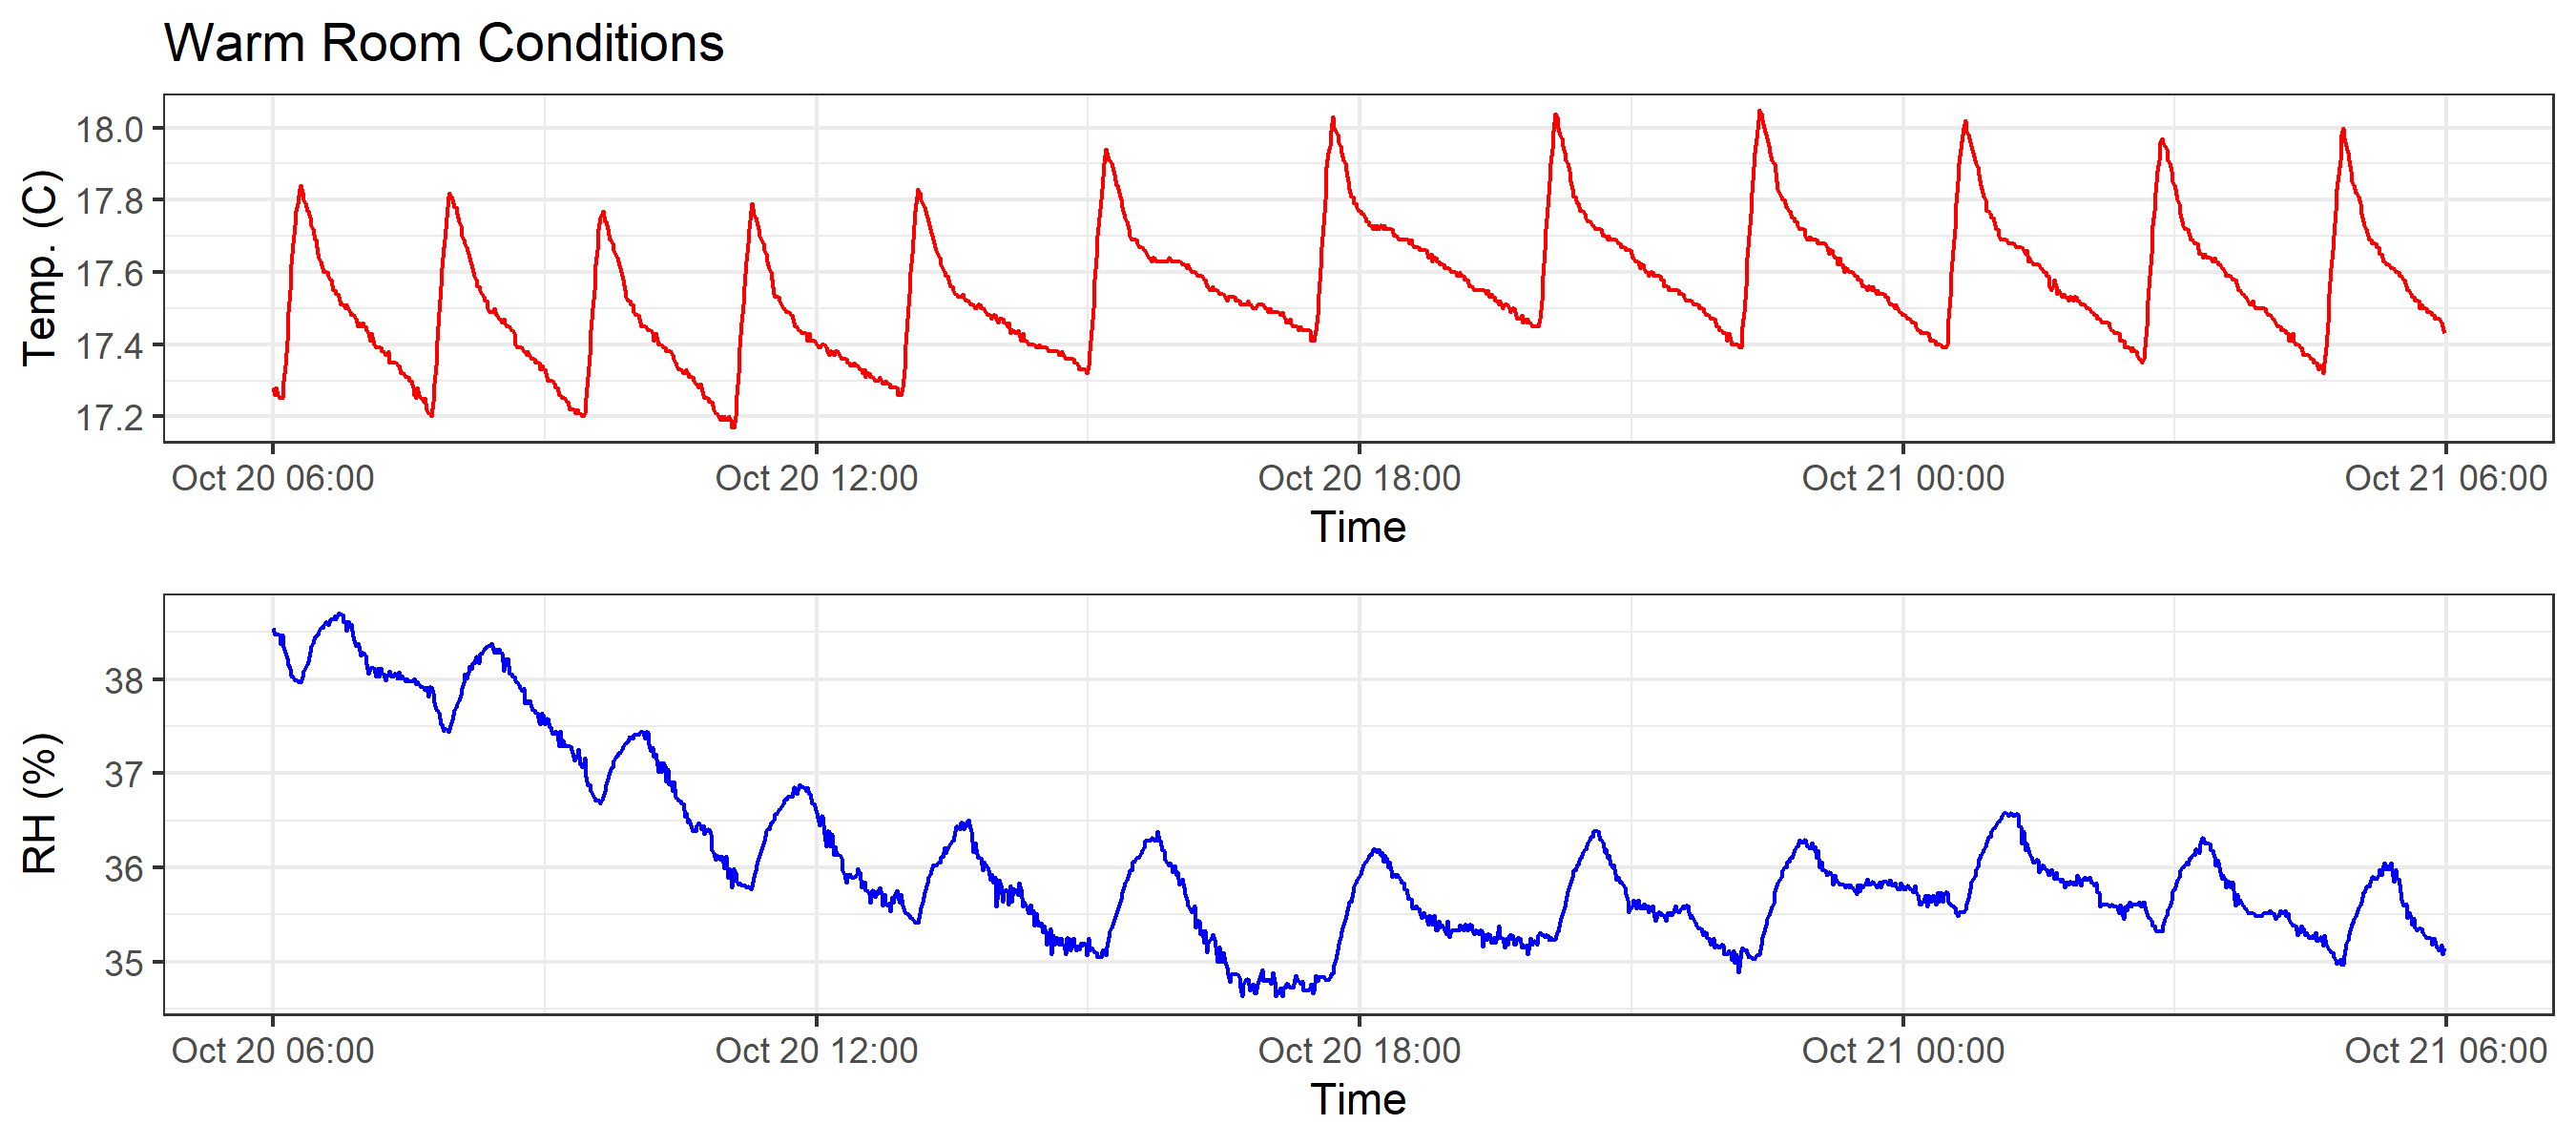 Warm Room Conditions
Temp. (C)
18.0
17.8
17.6
17.4
17.2
Oct 20 06:00 Oct 20 12:00 Oct 20 18:00 Oct 21 00:00 Oct 21 06:00
Time
RH (%)
38
37
36
35
Oct 20 06:00 Oct 20 12:00 Oct 20 18:00 Oct 21 00:00 Oct 21 06:00
Time